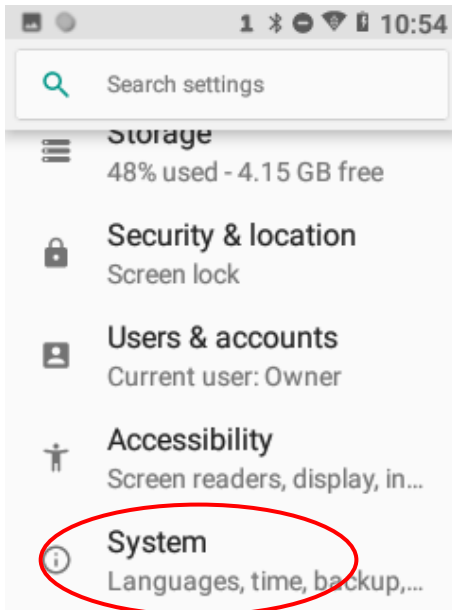 1 10:54
Search settings
Storage
48% used - 4.15 GB free
Security & location
Screen lock
Users & accounts
Current user: Owner
Accessibility
Screen readers, display, in...
System
Languages, time, backup,...